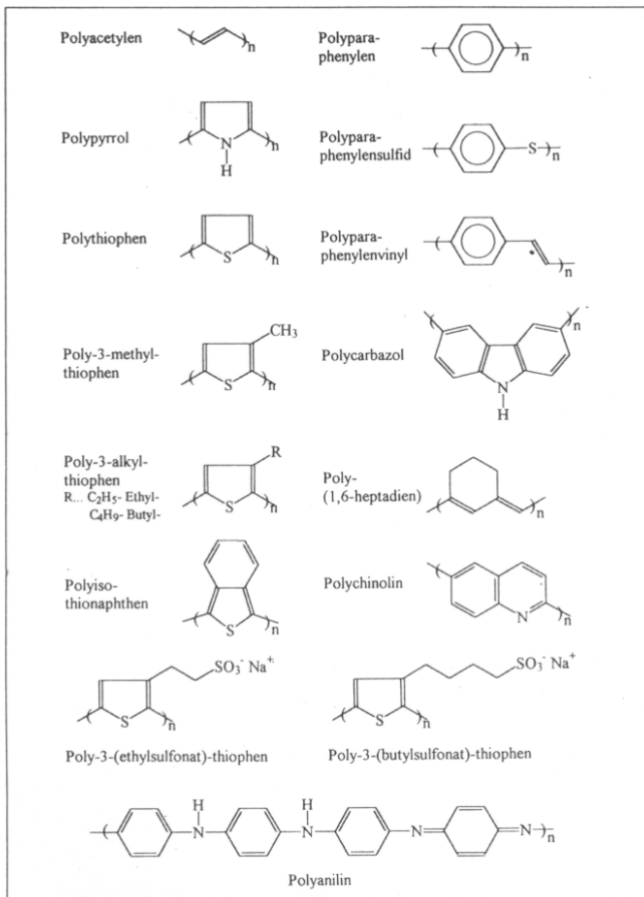 Polyacetylen
n
Polypara-
phenylen
n
Polypyrrol
N
H
n
Polypara-
phenylensulfid
S
n
Polythiophen
S
n
Polypara-
phenylenvinyl
n
Poly-3-methyl-
thiophen
CH3
S
n
Polycarbazol
n
N
H
Poly-3-alkyl-
thiophen
R... C2H5- Ethyl-
C4H9- Butyl-
R
S
n
Poly-
(1,6-heptadien)
n
Polyiso-
thionaphthen
S
n
Polychinolin
N
n
SO3- Na+
S
n
Poly-3-(ethylsulfonat)-thiophen
SO3- Na+
S
n
Poly-3-(butylsulfonat)-thiophen
H H
N N N N n
Polyanilin